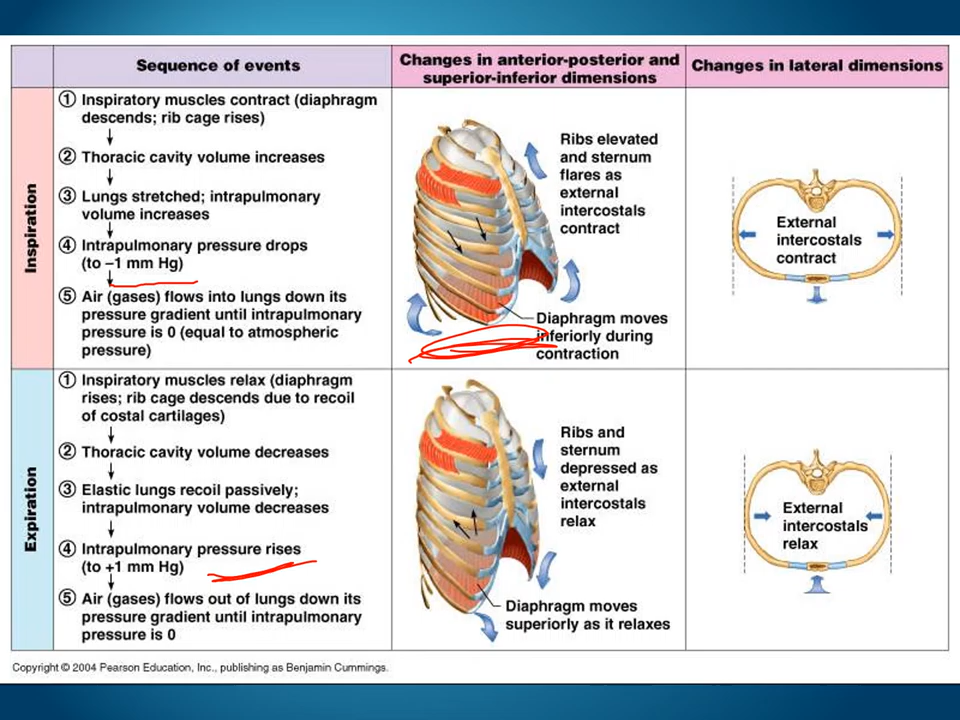 Sequence of events
Changes in anterior-posterior and
superior-inferior dimensions
Changes in lateral dimensions
Inspiration
① Inspiratory muscles contract (diaphragm
descends; rib cage rises)
② Thoracic cavity volume increases
③ Lungs stretched; intrapulmonary
volume increases
④ Intrapulmonary pressure drops
(to –1 mm Hg)
⑤ Air (gases) flows into lungs down its
pressure gradient until intrapulmonary
pressure is 0 (equal to atmospheric
pressure)
Ribs elevated
and sternum
flares as
external
intercostals
contract
Diaphragm moves
inferiorly during
contraction
External
intercostals
contract
Expiration
① Inspiratory muscles relax (diaphragm
rises; rib cage descends due to recoil
of costal cartilages)
② Thoracic cavity volume decreases
③ Elastic lungs recoil passively;
intrapulmonary volume decreases
④ Intrapulmonary pressure rises
(to +1 mm Hg)
⑤ Air (gases) flows out of lungs down its
pressure gradient until intrapulmonary
pressure is 0
Ribs and
sternum
depressed as
external
intercostals
relax
Diaphragm moves
superiorly as it relaxes
External
intercostals
relax
Copyright © 2004 Pearson Education, Inc., publishing as Benjamin Cummings.